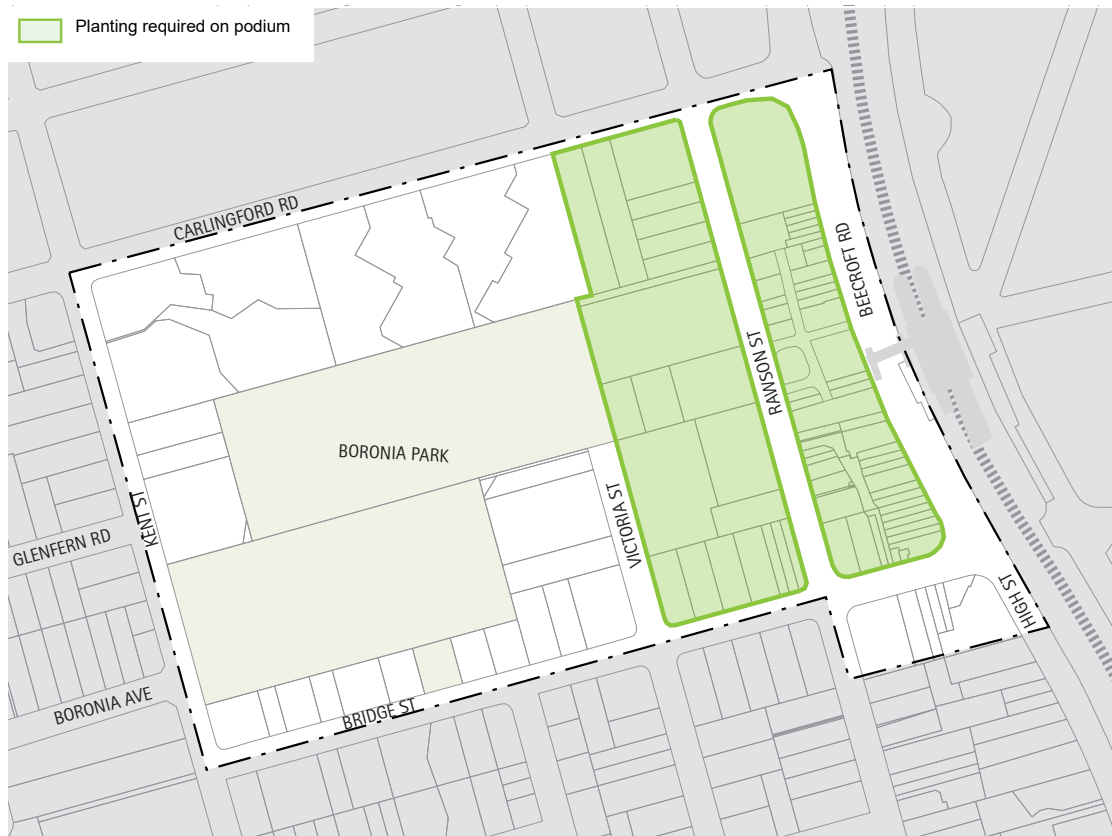 Planting required on podium
CARLINGFORD RD
BEECROFT RD
RAWSON ST
BORONIA PARK
VICTORIA ST
KENT ST
GLENFERN RD
HIGH ST
BORONIA AVE
BRIDGE ST